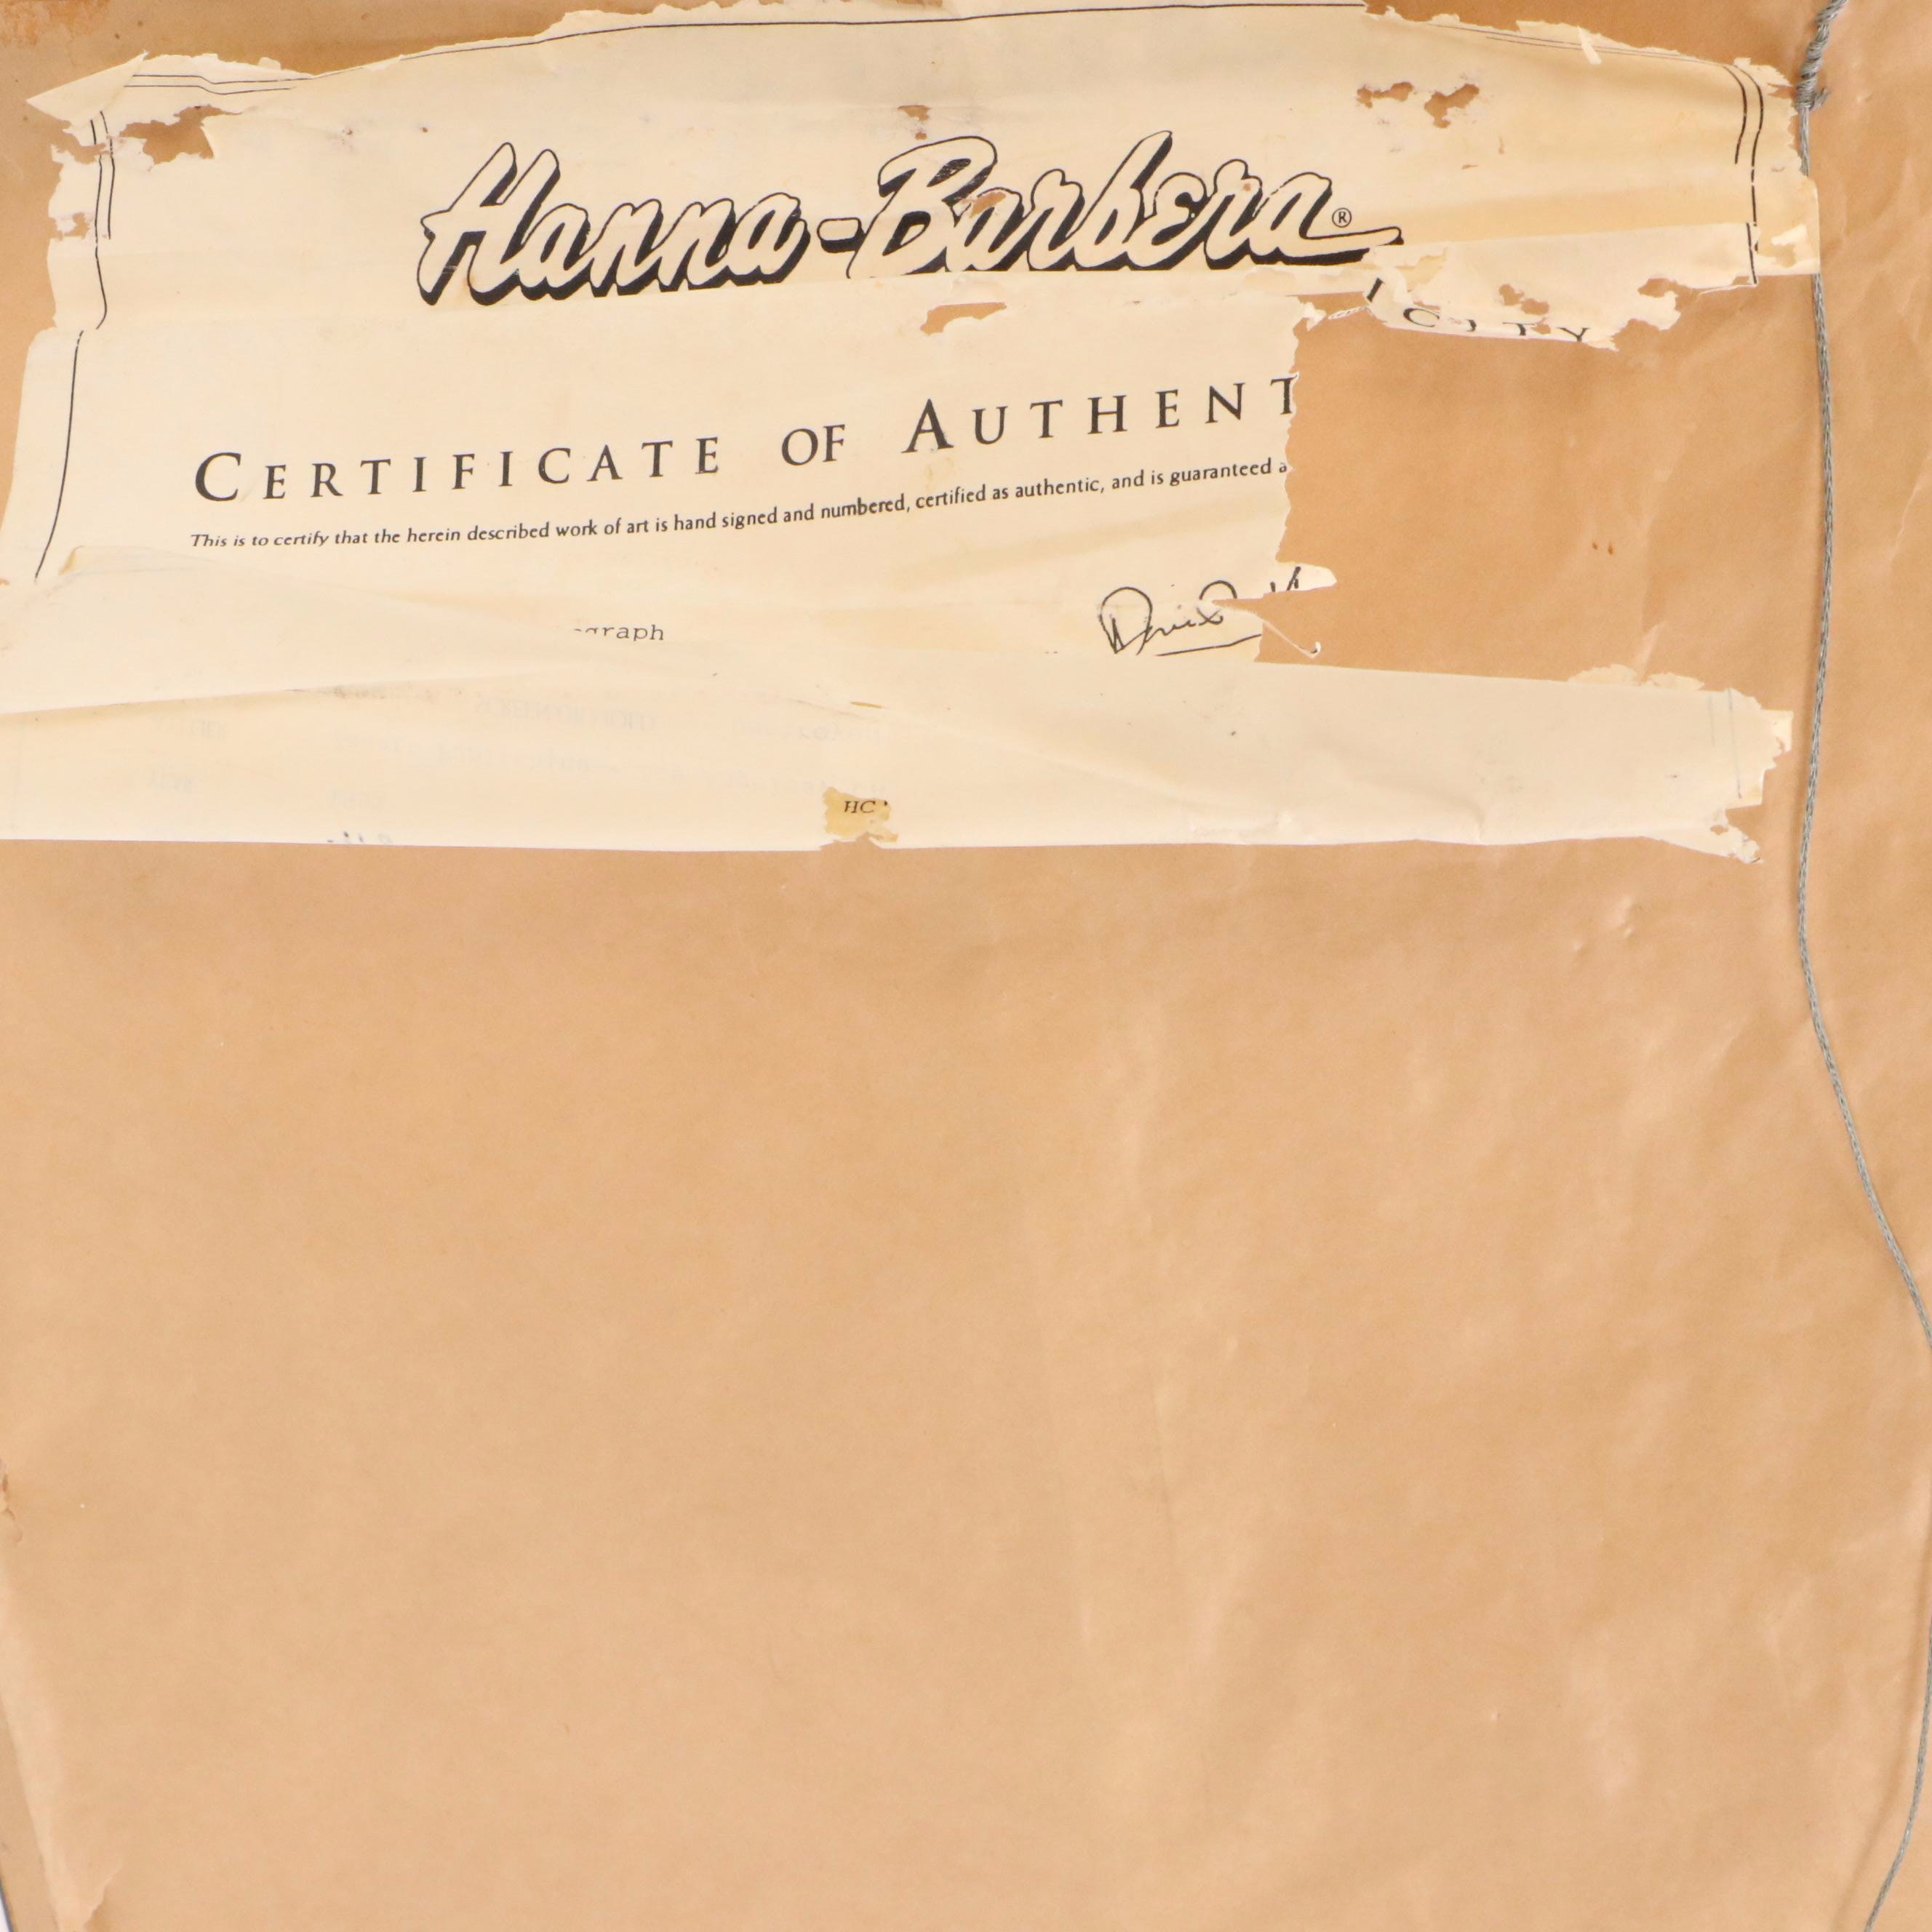 Hanna-Barbera®
ICITY
CERTIFICATE OF AUTHENT
This is to certify that the herein described work of art is hand signed and numbered, certified as authentic, and is guaranteed a
graph
HC